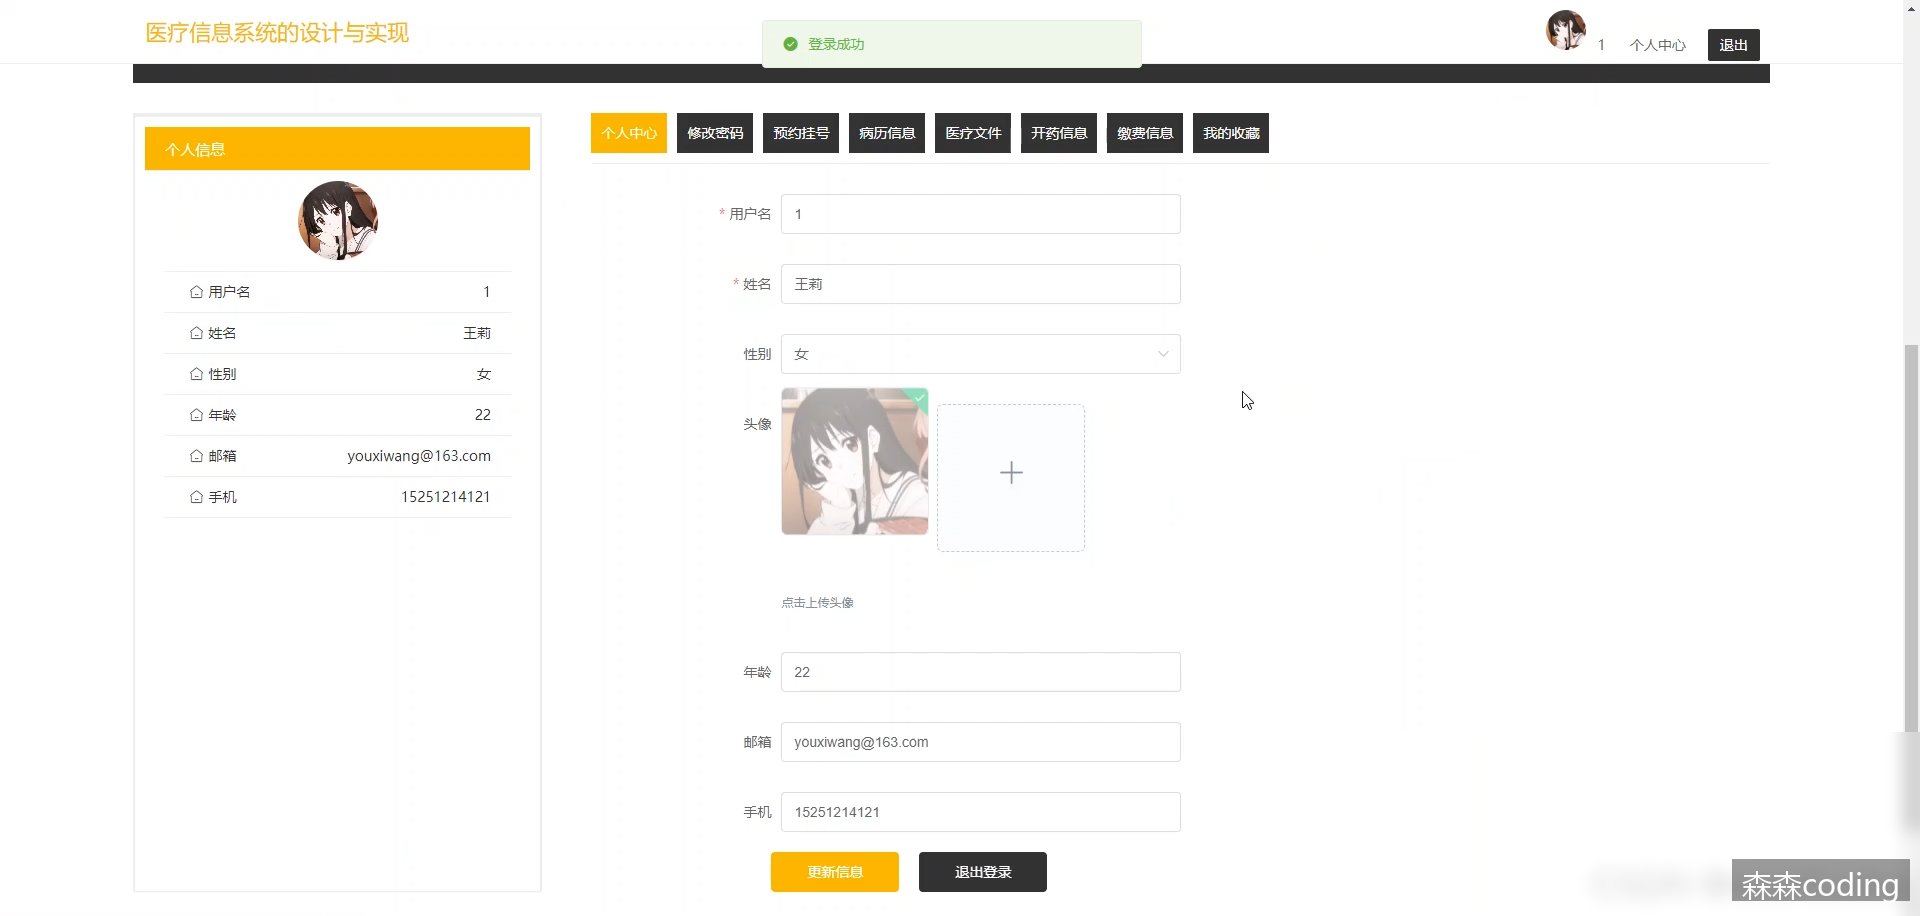 医疗信息系统的设计与实现
登录成功
1 个人中心 退出
个人中心 修改密码 预约挂号 病历信息 医疗文件 开药信息 缴费信息 我的收藏
个人信息
用户名 1
姓名 王莉
性别 女
年龄 22
邮箱 youxiwang@163.com
手机 15251214121
* 用户名 1
* 姓名 王莉
性别 女
头像
点击上传头像
年龄 22
邮箱 youxiwang@163.com
手机 15251214121
更新信息 退出登录
森森coding